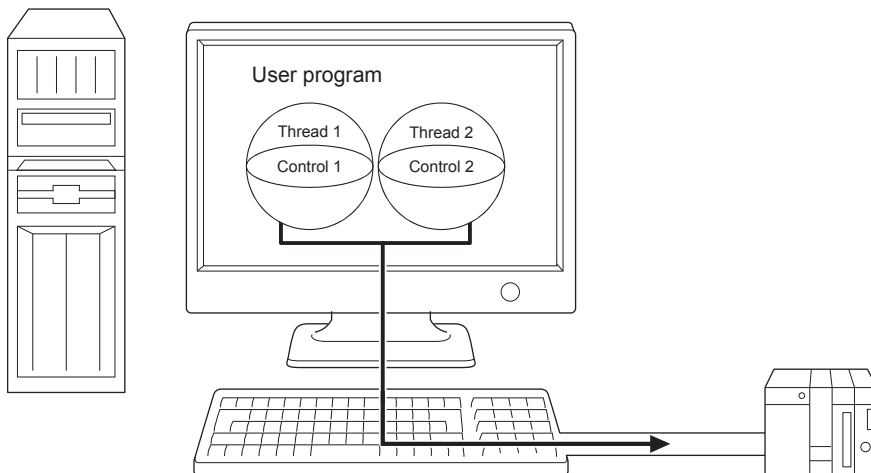 User program
Thread 1
Thread 2
Control 1
Control 2